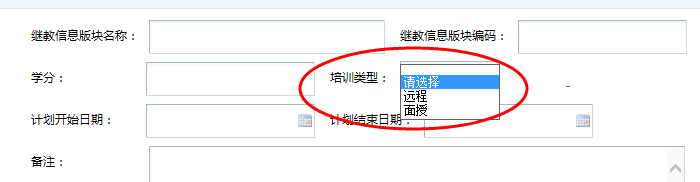 继教信息版块名称： 继教信息版块编码：
学分： 培训类型： 请选择 -
远程
面授
计划开始日期： 计划结束日期：
备注：